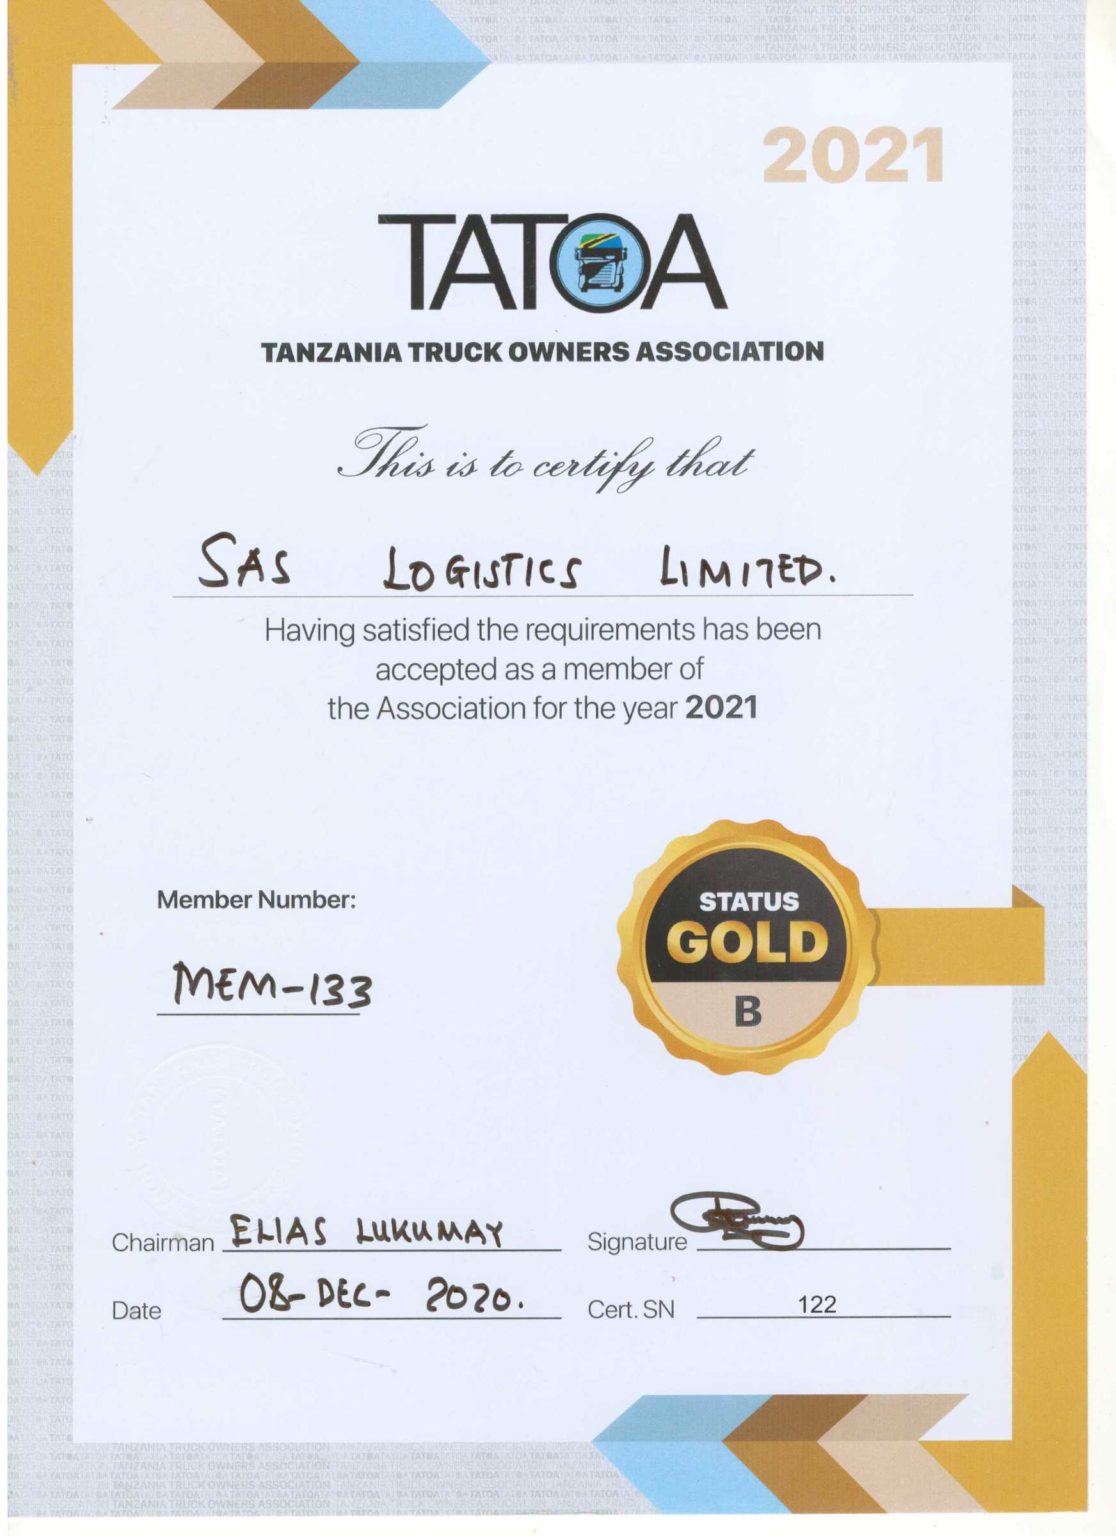 2021
TATOA
TANZANIA TRUCK OWNERS ASSOCIATION
This is to certify that
SAS LOGISTICS LIMITED.
Having satisfied the requirements has been
accepted as a member of
the Association for the year 2021
Member Number:
MEM-133
STATUS
GOLD
B
Chairman ELIAS LUKUMAY
Signature
Date 08-DEC-2020.
Cert. SN 122